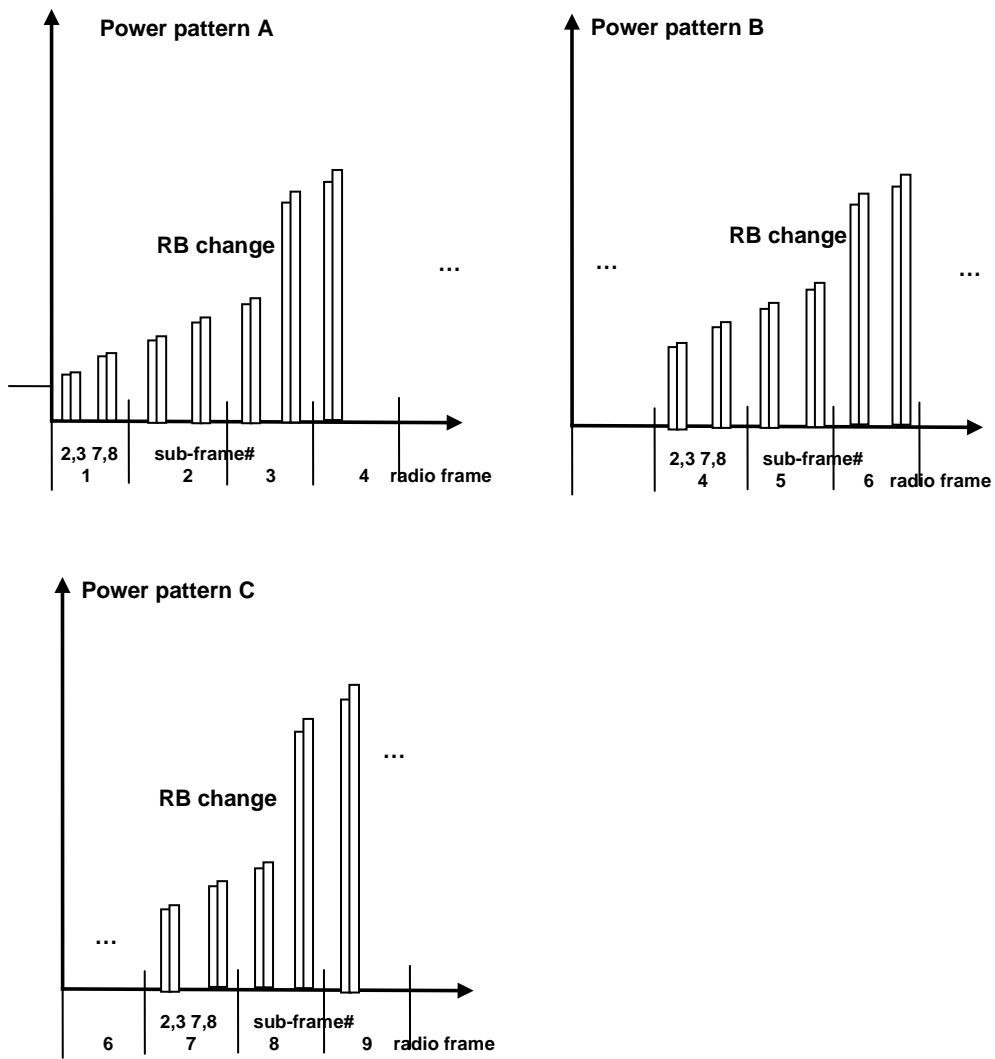 Power pattern A
RB change
...
2,3 7,8 sub-frame#
1 2 3 4 radio frame
Power pattern B
RB change
...
...
2,3 7,8 sub-frame#
4 5 6 radio frame
Power pattern C
...
RB change
...
2,3 7,8 sub-frame#
6 7 8 9 radio frame